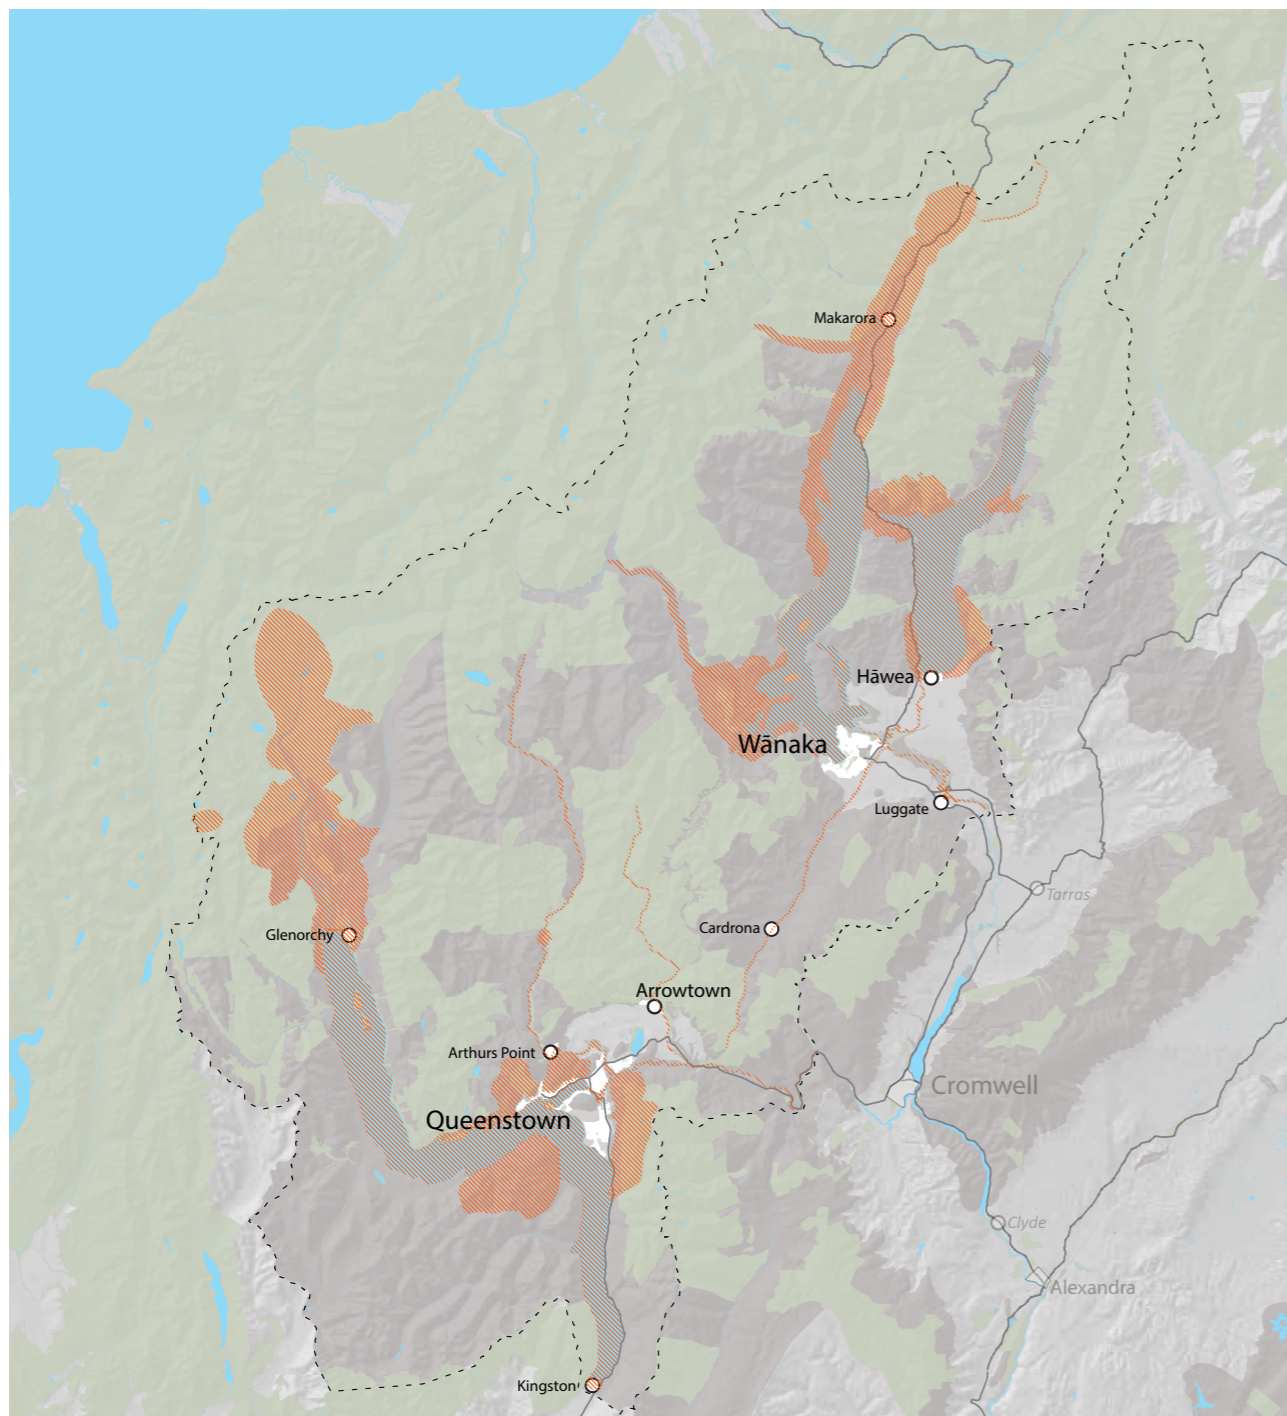 Makarora
Hāwea
Wānaka
Luggate
Tarras
Cardrona
Glenorchy
Arrowtown
Arthurs Point
Cromwell
Queenstown
Clyde
Alexandra
Kingston